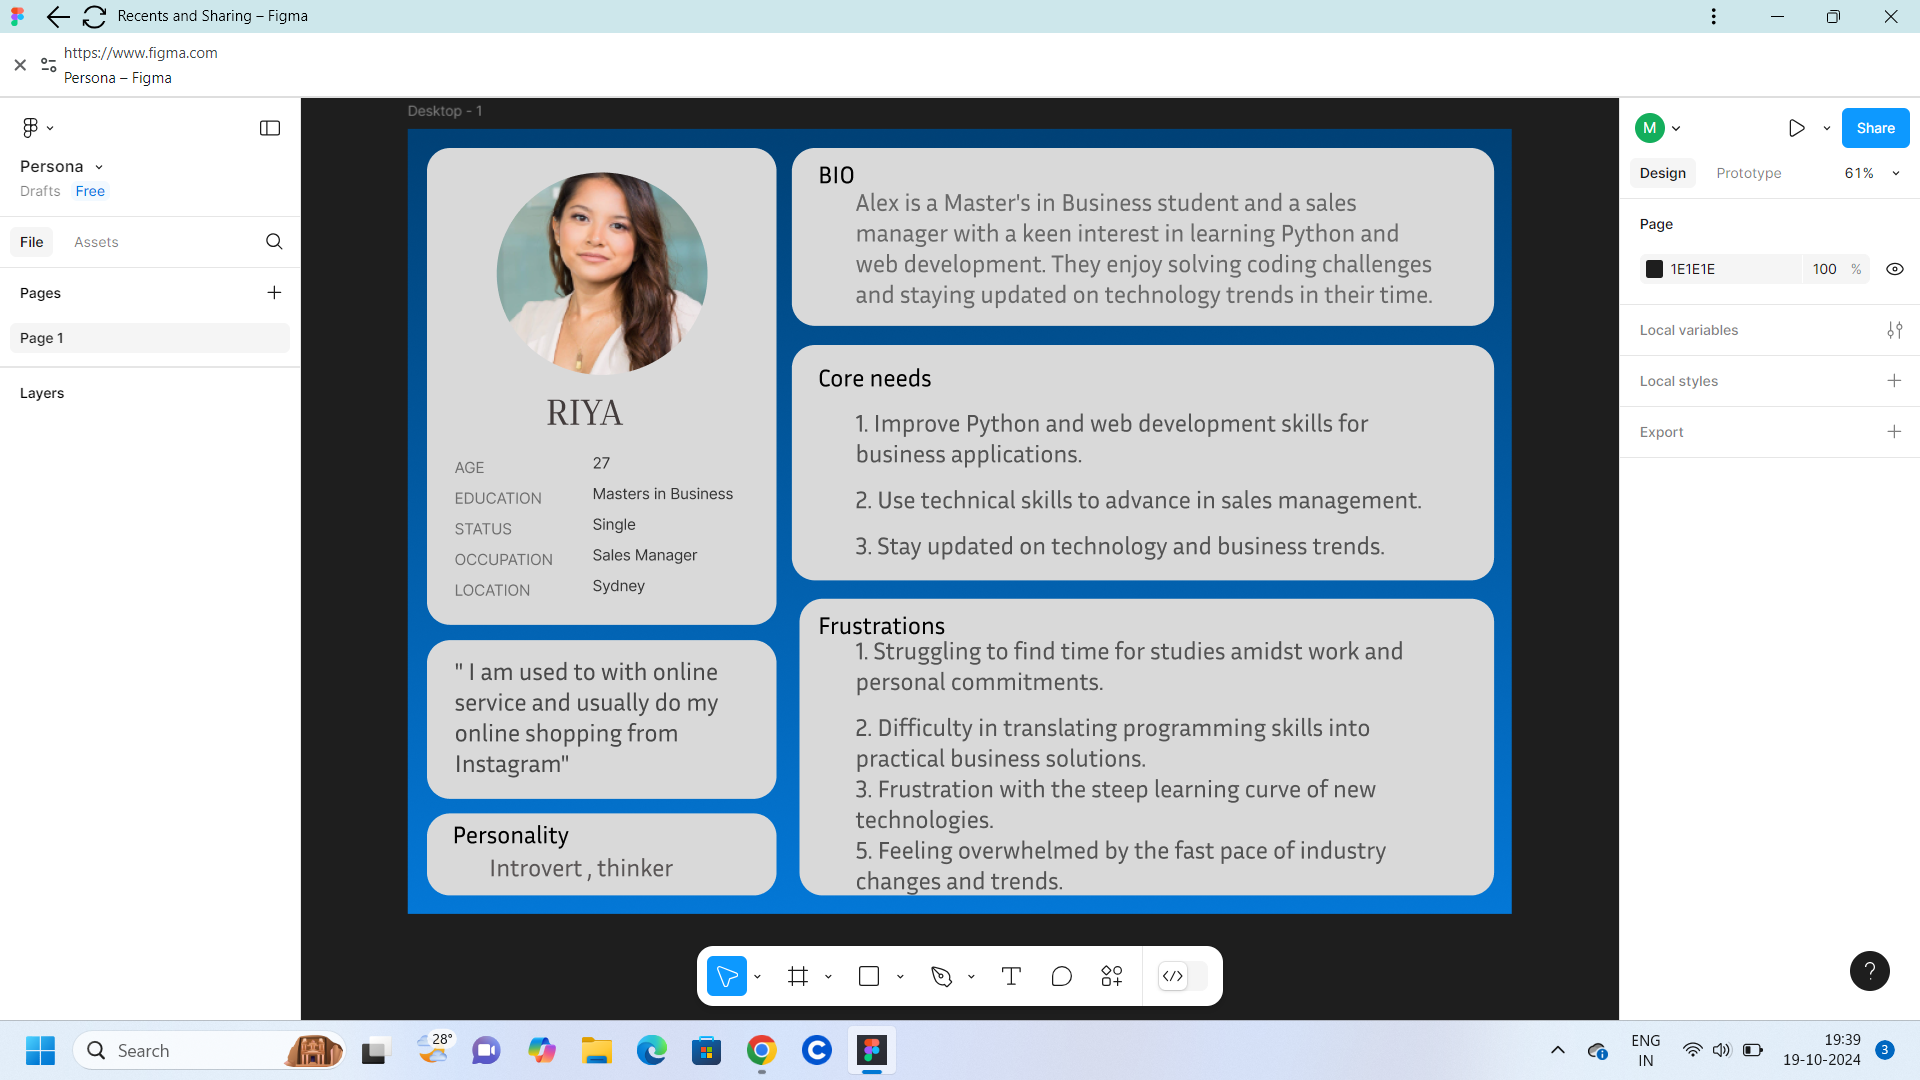 Recents and Sharing – Figma
https://www.figma.com
Persona – Figma
Persona
Drafts Free
File Assets
Pages
Page 1
Layers
Desktop - 1
RIYA
AGE 27
EDUCATION Masters in Business
STATUS Single
OCCUPATION Sales Manager
LOCATION Sydney
" I am used to with online
service and usually do my
online shopping from
Instagram"
Personality
Introvert , thinker
BIO
Alex is a Master's in Business student and a sales
manager with a keen interest in learning Python and
web development. They enjoy solving coding challenges
and staying updated on technology trends in their time.
Core needs
1. Improve Python and web development skills for
business applications.
2. Use technical skills to advance in sales management.
3. Stay updated on technology and business trends.
Frustrations
1. Struggling to find time for studies amidst work and
personal commitments.
2. Difficulty in translating programming skills into
practical business solutions.
3. Frustration with the steep learning curve of new
technologies.
5. Feeling overwhelmed by the fast pace of industry
changes and trends.
M
Share
Design Prototype 61%
Page
1E1E1E 100 %
Local variables
Local styles
Export
?
Search
28°
ENG
IN
19:39
19-10-2024
3